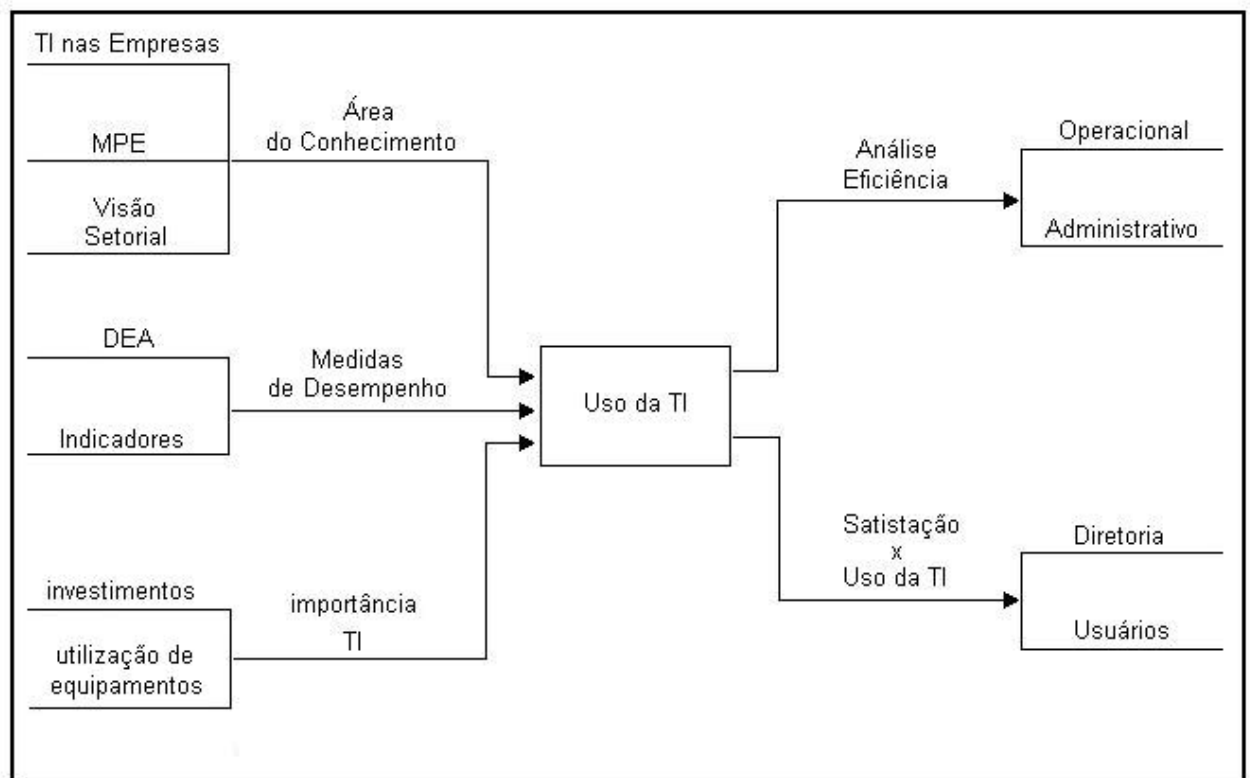 TI nas Empresas
MPE
Visão
Setorial
Área
do Conhecimento
DEA
Indicadores
Medidas
de Desempenho
investimentos
utilização de
equipamentos
importância
TI
Uso da TI
Análise
Eficiência
Operacional
Administrativo
Satistação
x
Uso da TI
Diretoria
Usuários